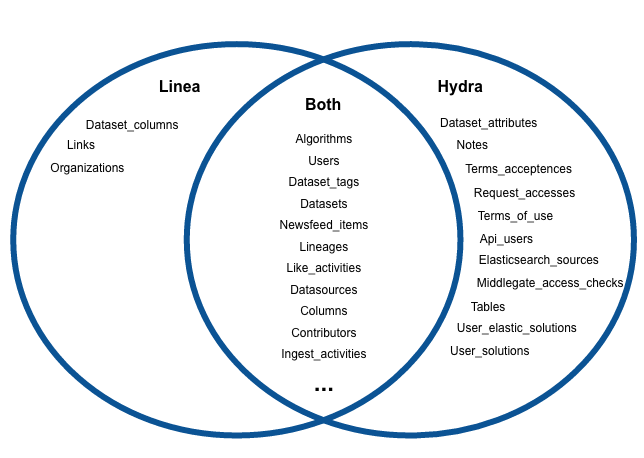 Linea
Dataset_columns
Links
Organizations
Both
Algorithms
Users
Dataset_tags
Datasets
Newsfeed_items
Lineages
Like_activities
Datasources
Columns
Contributors
Ingest_activities
...
Hydra
Dataset_attributes
Notes
Terms_acceptences
Request_accesses
Terms_of_use
Api_users
Elasticsearch_sources
Middlegate_access_checks
Tables
User_elastic_solutions
User_solutions